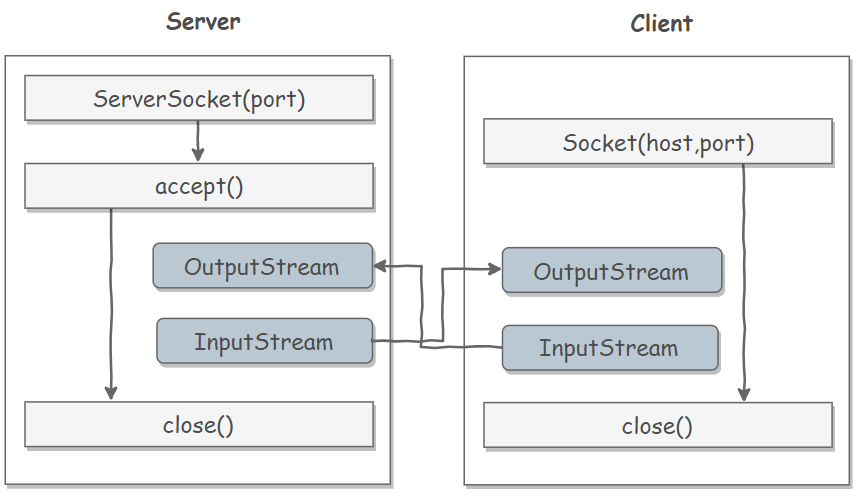 Server
ServerSocket(port)
accept()
OutputStream
InputStream
close()
Client
Socket(host,port)
OutputStream
InputStream
close()